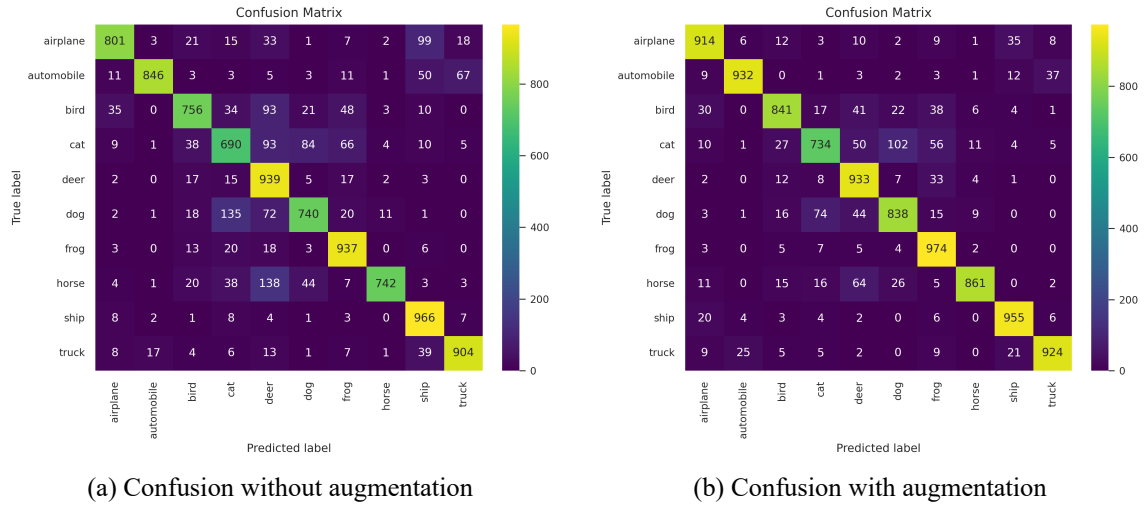 Confusion Matrix
airplane 801 3 21 15 33 1 7 2 99 18
automobile 11 846 3 3 5 3 11 1 50 67
bird 35 0 756 34 93 21 48 3 10 0
cat 9 1 38 690 93 84 66 4 10 5
deer 2 0 17 15 939 5 17 2 3 0
dog 2 1 18 135 72 740 20 11 1 0
frog 3 0 13 20 18 3 937 0 6 0
horse 4 1 20 38 138 44 7 742 3 3
ship 8 2 1 8 4 1 3 0 966 7
truck 8 17 4 6 13 1 7 1 39 904
airplane automobile bird cat deer dog frog horse ship truck
True label
Predicted label
800
600
400
200
0
(a) Confusion without augmentation
Confusion Matrix
airplane 914 6 12 3 10 2 9 1 35 8
automobile 9 932 0 1 3 2 3 1 12 37
bird 30 0 841 17 41 22 38 6 4 1
cat 10 1 27 734 50 102 56 11 4 5
deer 2 0 12 8 933 7 33 4 1 0
dog 3 1 16 74 44 838 15 9 0 0
frog 3 0 5 7 5 4 974 2 0 0
horse 11 0 15 16 64 26 5 861 0 2
ship 20 4 3 4 2 0 6 0 955 6
truck 9 25 5 5 2 0 9 0 21 924
airplane automobile bird cat deer dog frog horse ship truck
True label
Predicted label
800
600
400
200
0
(b) Confusion with augmentation